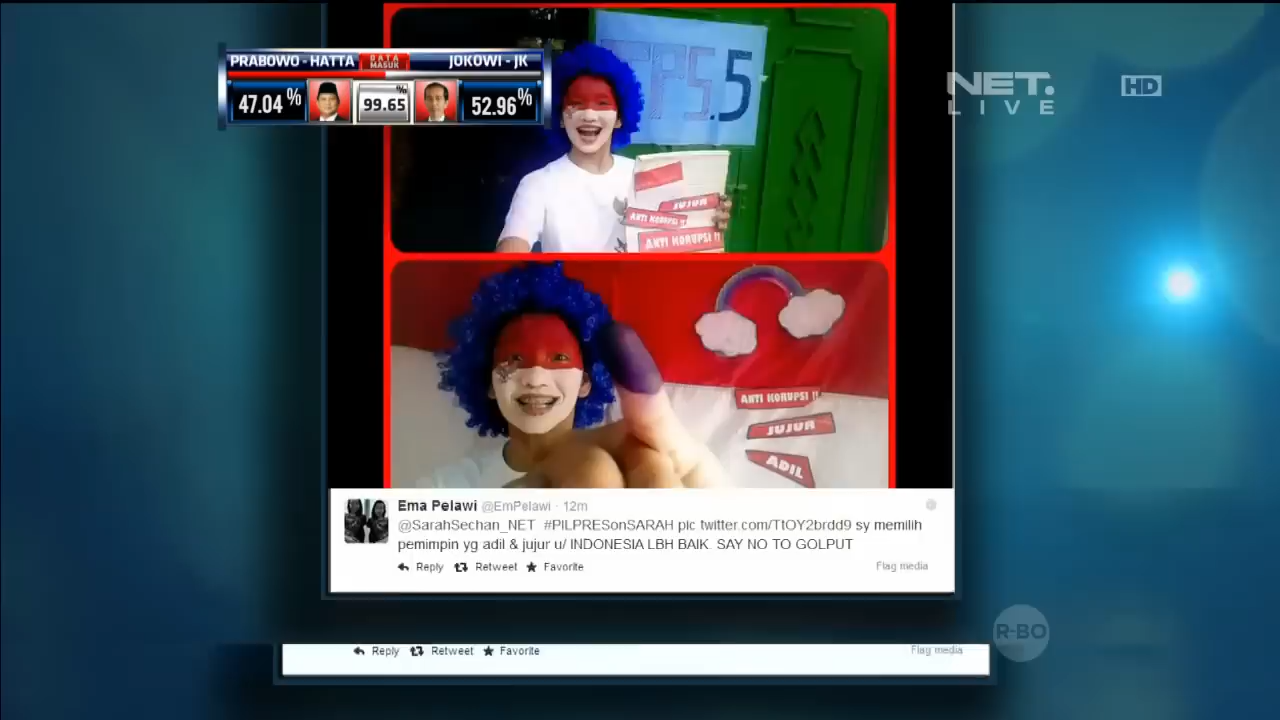 PRABOWO - HATTA
DATA MASUK
JOKOWI - JK
47.04 %
99.65 %
52.96 %
NET.
LIVE
HD
TPS.5
JUJUR
ANTI KORUPSI !!
ANTI KORUPSI !!
ANTI KORUPSI !!
JUJUR
ADIL
Ema Pelawi @EmPelawi · 12m
@SarahSechan_NET #PILPRESonSARAH pic twitter.com/TtOY2brdd9 sy memilih
pemimpin yg adil & jujur u/ INDONESIA LBH BAIK. SAY NO TO GOLPUT
Reply Retweet Favorite Flag media
R-BO
Reply Retweet Favorite Flag media